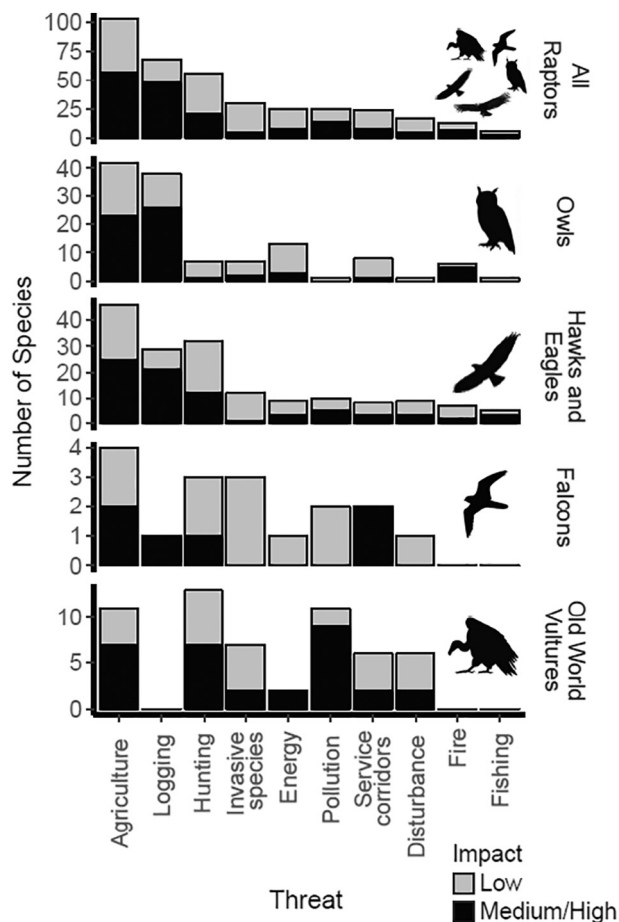 Number of Species
100
75
50
25
0
All
Raptors
40
30
20
10
0
Owls
40
30
20
10
0
Hawks and
Eagles
4
3
2
1
0
Falcons
10
5
0
Old World
Vultures
Agriculture
Logging
Hunting
Invasive
species
Energy
Pollution
Service
corridors
Disturbance
Fire
Fishing
Threat
Impact
Low
Medium/High